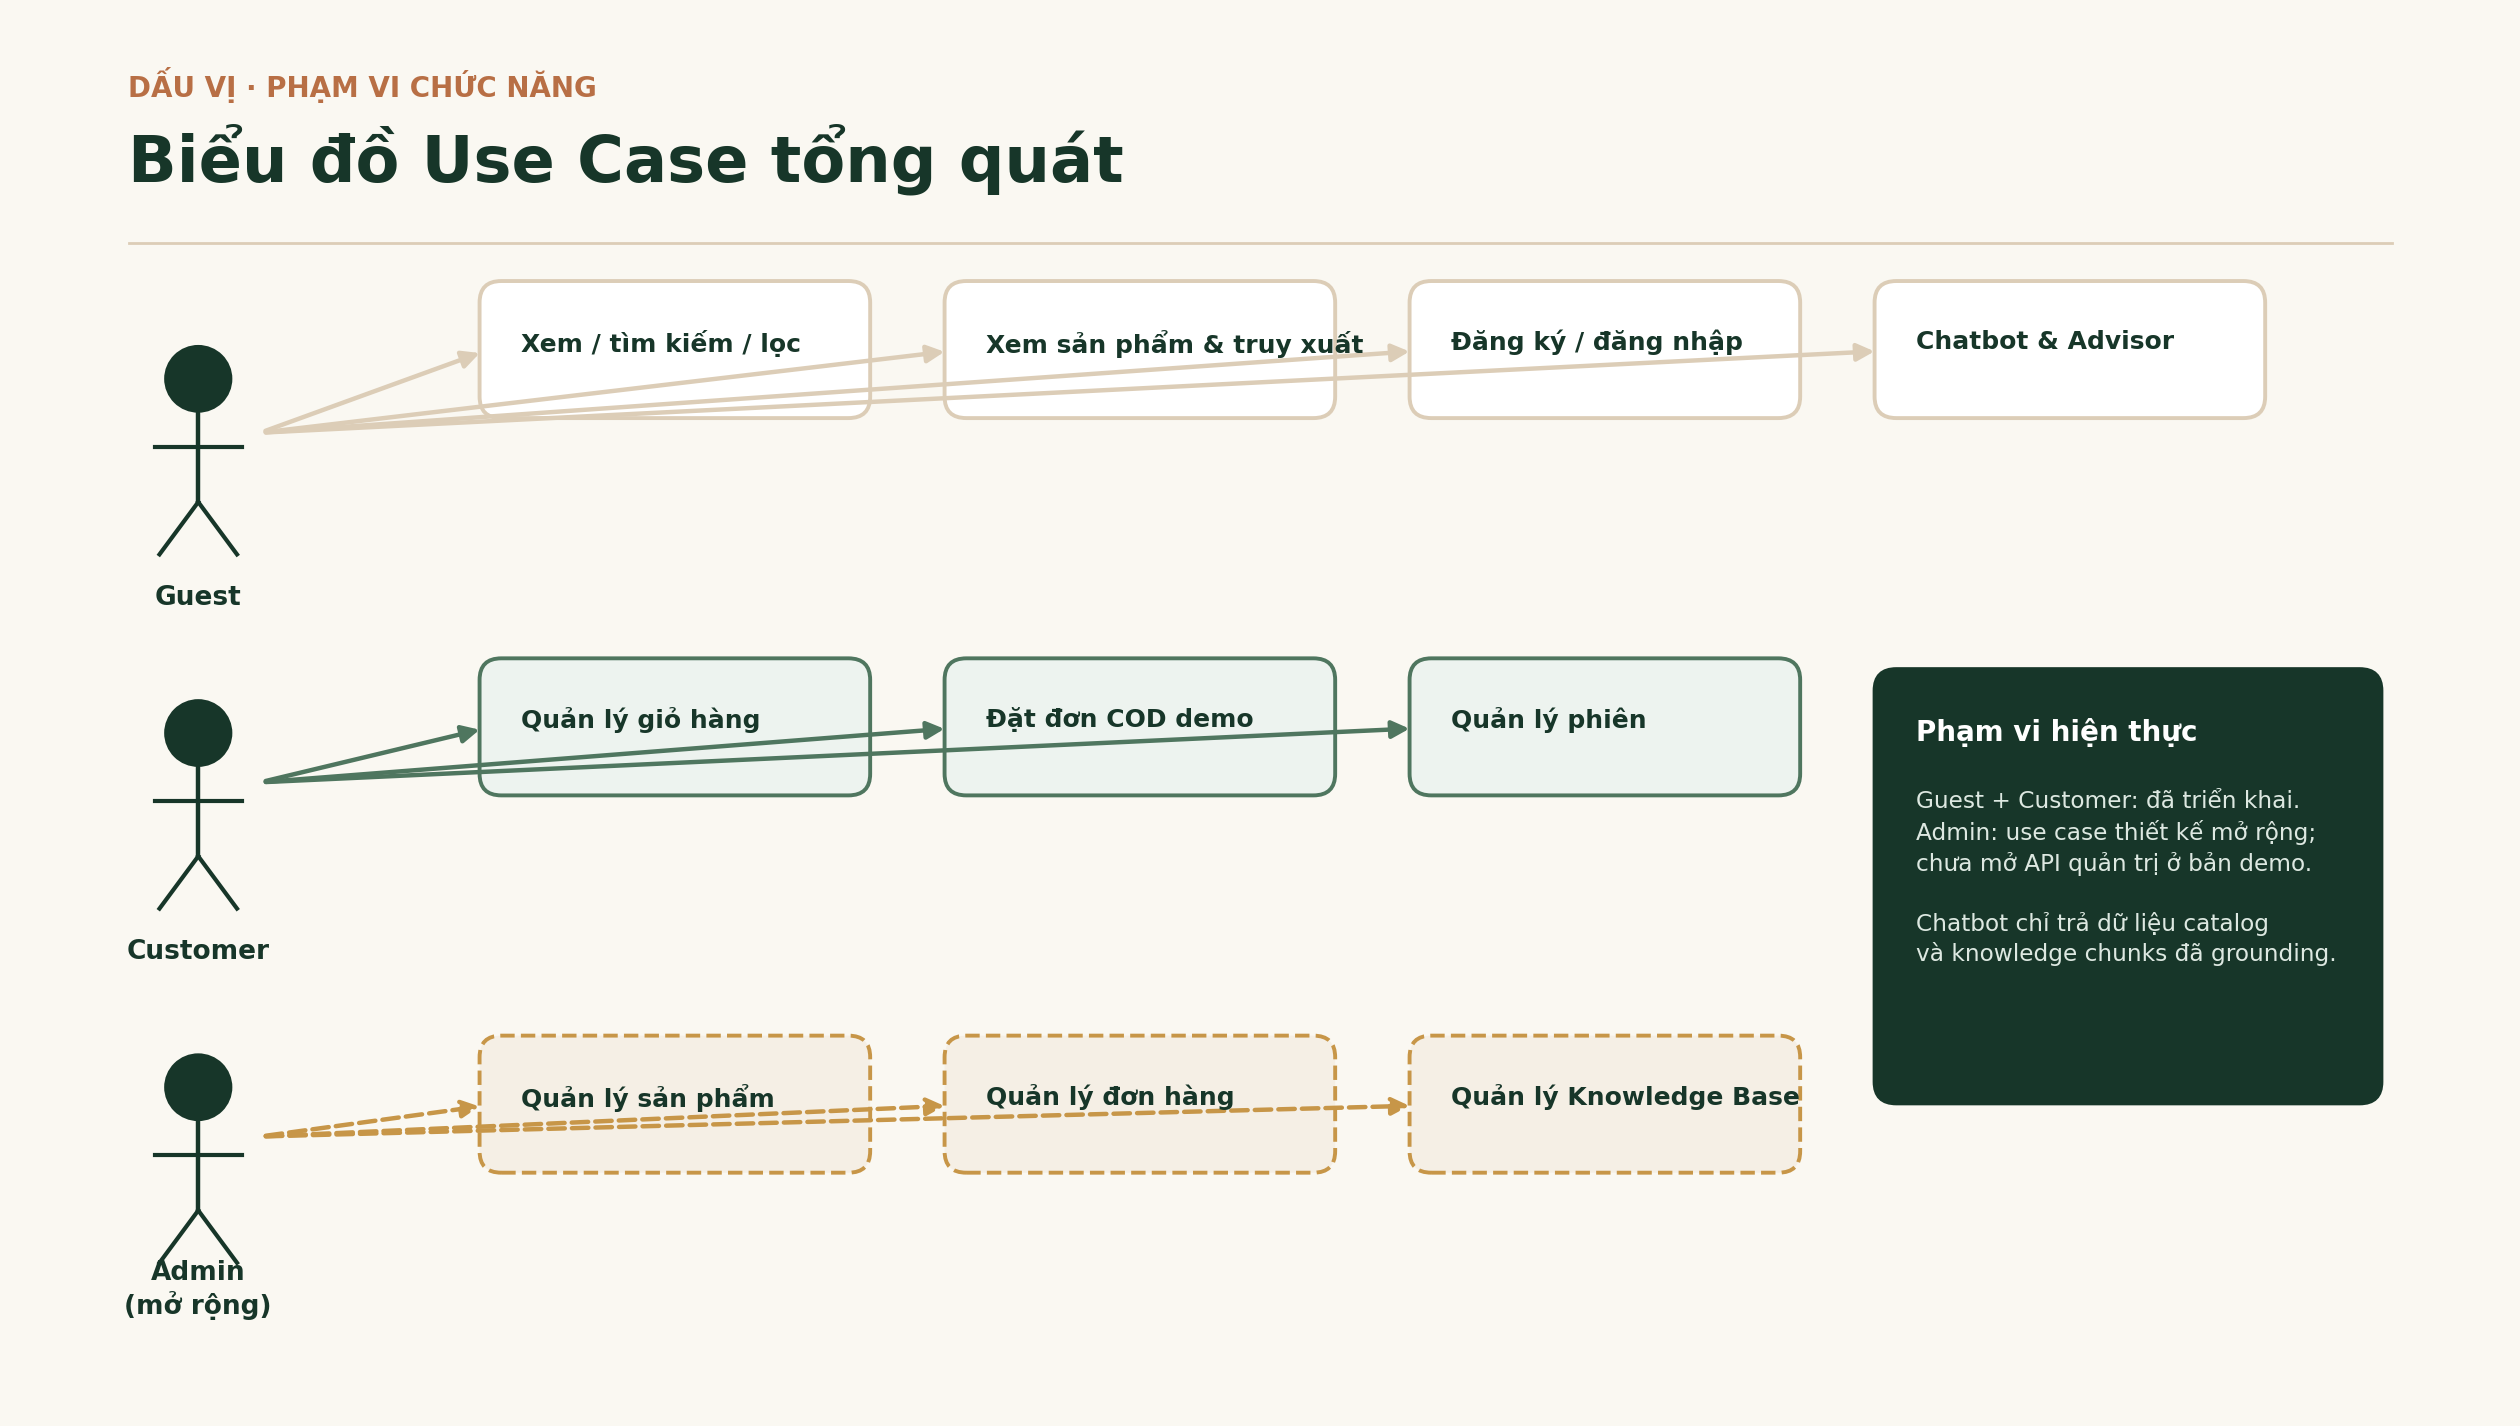 DẤU VỊ · PHẠM VI CHỨC NĂNG
Biểu đồ Use Case tổng quát
Xem / tìm kiếm / lọc
Xem sản phẩm & truy xuất
Đăng ký / đăng nhập
Chatbot & Advisor
Guest
Quản lý giỏ hàng
Đặt đơn COD demo
Quản lý phiên
Customer
Phạm vi hiện thực
Guest + Customer: đã triển khai.
Admin: use case thiết kế mở rộng;
chưa mở API quản trị ở bản demo.
Chatbot chỉ trả dữ liệu catalog
và knowledge chunks đã grounding.
Quản lý sản phẩm
Quản lý đơn hàng
Quản lý Knowledge Base
Admin
(mở rộng)